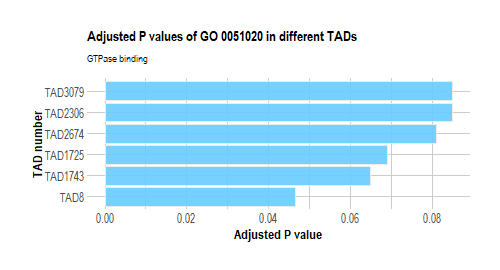 Adjusted P values of GO 0051020 in different TADs
GTPase binding
TAD3079
TAD2306
TAD2674
TAD1725
TAD1743
TAD8
TAD number
0.00 0.02 0.04 0.06 0.08
Adjusted P value